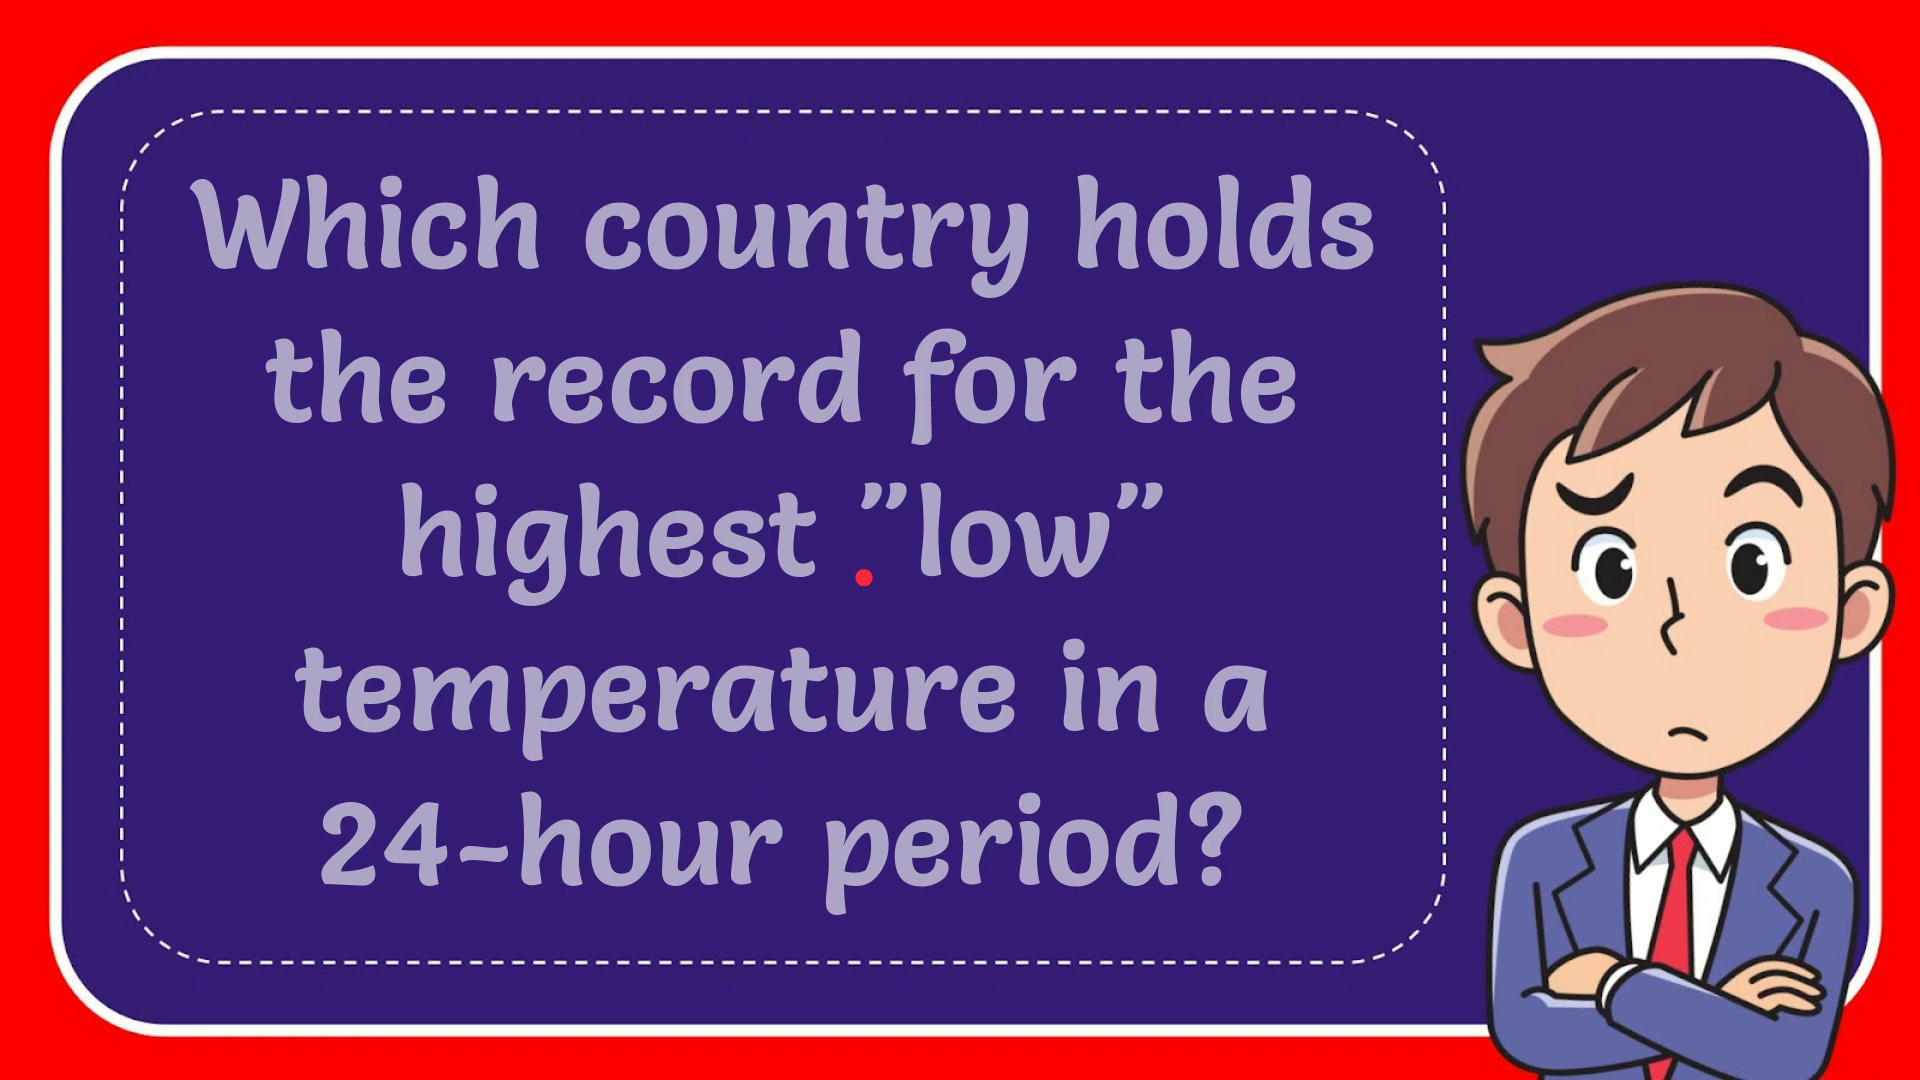 Which country holds
the record for the
highest "low"
temperature in a
24-hour period?